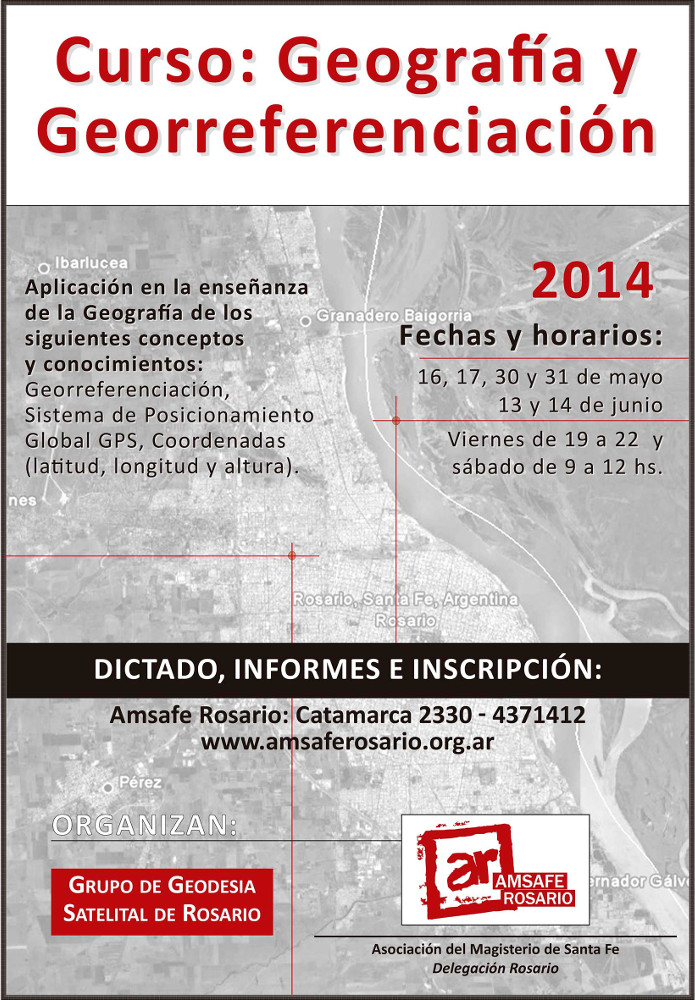 Curso: Geografía y
Georreferenciación
Ibarlucea
Aplicación en la enseñanza
de la Geografía de los
siguientes conceptos
y conocimientos:
Georreferenciación,
Sistema de Posicionamiento
Global GPS, Coordenadas
(latitud, longitud y altura).
2014
Granadero Baigorria
Fechas y horarios:
16, 17, 30 y 31 de mayo
13 y 14 de junio
Viernes de 19 a 22 y
sábado de 9 a 12 hs.
nes
Rosario, Santa Fe, Argentina
Rosario
DICTADO, INFORMES E INSCRIPCIÓN:
Amsafe Rosario: Catamarca 2330 - 4371412
www.amsaferosario.org.ar
Pérez
ORGANIZAN:
GRUPO DE GEODESIA
SATELITAL DE ROSARIO
ar
AMSAFE
ROSARIO
ernador Gálv
Asociación del Magisterio de Santa Fe
Delegación Rosario